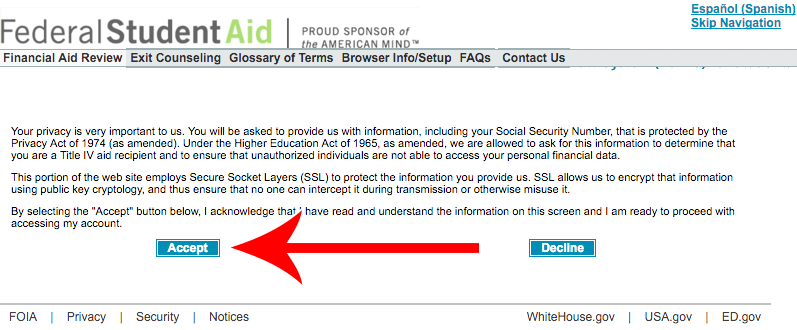 Español (Spanish)
Skip Navigation
Federal Student Aid
PROUD SPONSOR of
the AMERICAN MIND™
Financial Aid Review Exit Counseling Glossary of Terms Browser Info/Setup FAQs Contact Us
Your privacy is very important to us. You will be asked to provide us with information, including your Social Security Number, that is protected by the
Privacy Act of 1974 (as amended). Under the Higher Education Act of 1965, as amended, we are allowed to ask for this information to determine that
you are a Title IV aid recipient and to ensure that unauthorized individuals are not able to access your personal financial data.
This portion of the web site employs Secure Socket Layers (SSL) to protect the information you provide us. SSL allows us to encrypt that information
using public key cryptology, and thus ensure that no one can intercept it during transmission or otherwise misuse it.
By selecting the "Accept" button below, I acknowledge that I have read and understand the information on this screen and I am ready to proceed with
accessing my account.
Accept Decline
FOIA | Privacy | Security | Notices WhiteHouse.gov | USA.gov | ED.gov